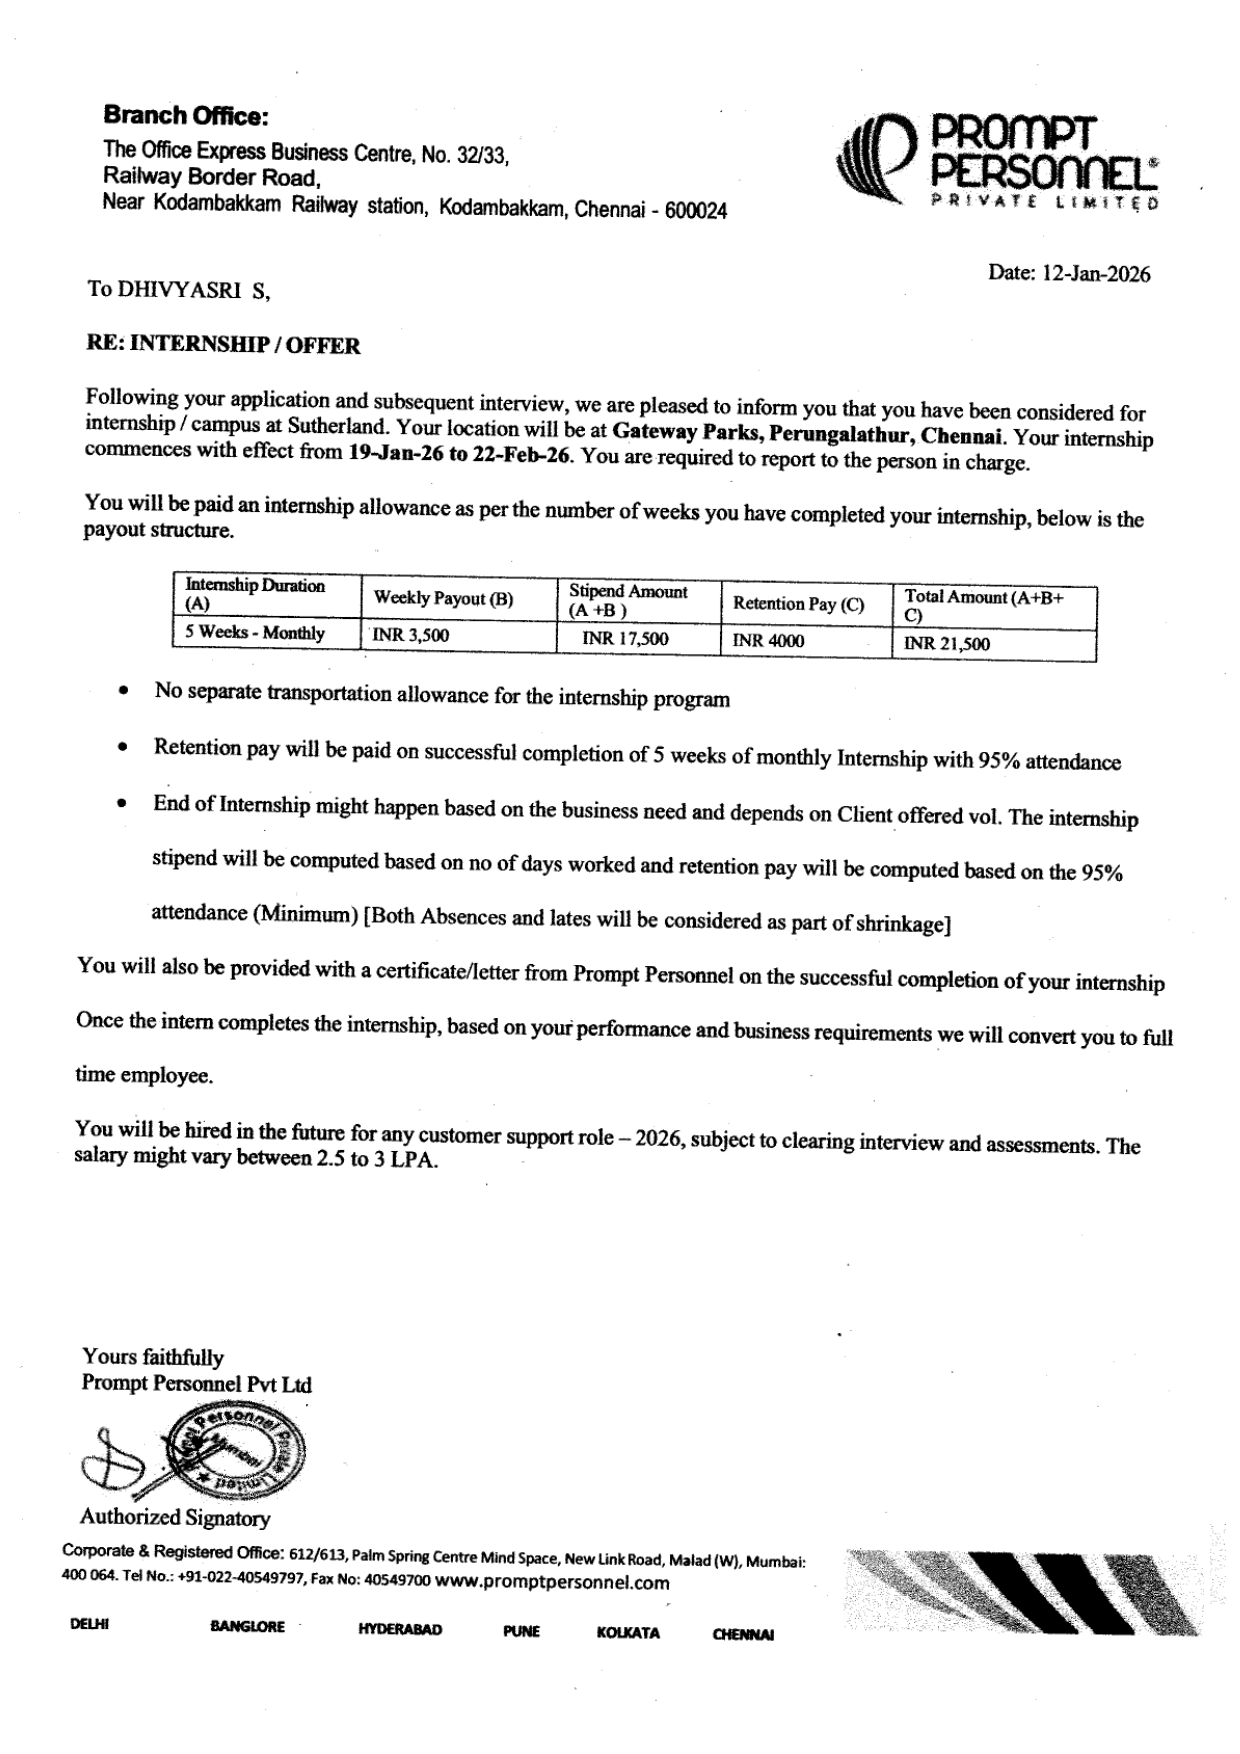 Branch Office:
The Office Express Business Centre, No. 32/33,
Railway Border Road,
Near Kodambakkam Railway station, Kodambakkam, Chennai - 600024
PROMPT
PERSONNEL®
PRIVATE LIMITED
Date: 12-Jan-2026
To DHIVYASRI S,
RE: INTERNSHIP / OFFER
Following your application and subsequent interview, we are pleased to inform you that you have been considered for
internship / campus at Sutherland. Your location will be at Gateway Parks, Perungalathur, Chennai. Your internship
commences with effect from 19-Jan-26 to 22-Feb-26. You are required to report to the person in charge.
You will be paid an internship allowance as per the number of weeks you have completed your internship, below is the
payout structure.
Internship Duration
(A)
Weekly Payout (B)
Stipend Amount
(A +B )
Retention Pay (C)
Total Amount (A+B+
C)
5 Weeks - Monthly
INR 3,500
INR 17,500
INR 4000
INR 21,500
• No separate transportation allowance for the internship program
• Retention pay will be paid on successful completion of 5 weeks of monthly Internship with 95% attendance
• End of Internship might happen based on the business need and depends on Client offered vol. The internship
stipend will be computed based on no of days worked and retention pay will be computed based on the 95%
attendance (Minimum) [Both Absences and lates will be considered as part of shrinkage]
You will also be provided with a certificate/letter from Prompt Personnel on the successful completion of your internship
Once the intern completes the internship, based on your performance and business requirements we will convert you to full
time employee.
You will be hired in the future for any customer support role – 2026, subject to clearing interview and assessments. The
salary might vary between 2.5 to 3 LPA.
Yours faithfully
Prompt Personnel Pvt Ltd
Personnel Private Limited
Mumbai
Authorized Signatory
Corporate & Registered Office: 612/613, Palm Spring Centre Mind Space, New Link Road, Malad (W), Mumbai:
400 064. Tel No.: +91-022-40549797, Fax No: 40549700 www.promptpersonnel.com
DELHI BANGLORE HYDERABAD PUNE KOLKATA CHENNAI